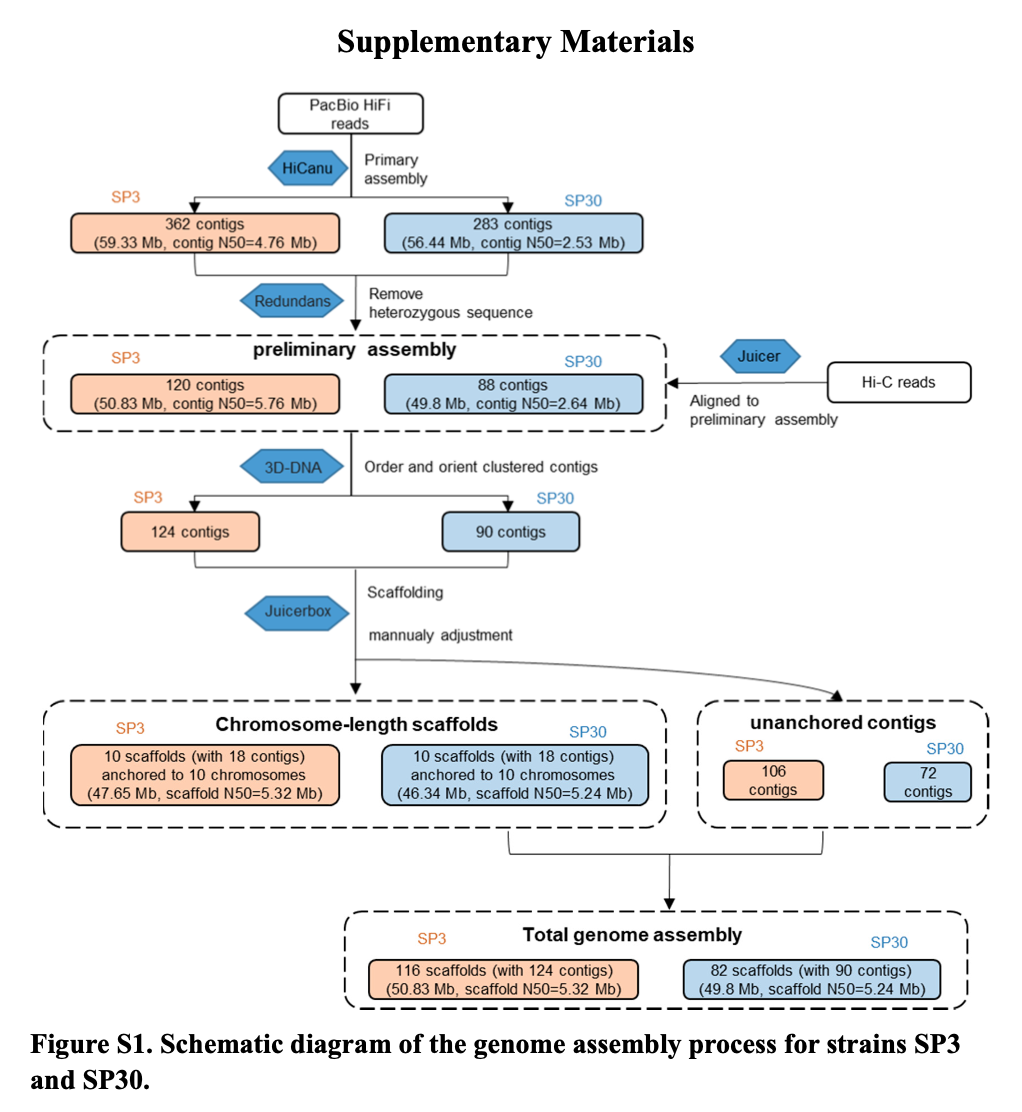 Supplementary Materials
PacBio HiFi
reads
HiCanu
Primary
assembly
SP3
SP30
362 contigs
(59.33 Mb, contig N50=4.76 Mb)
283 contigs
(56.44 Mb, contig N50=2.53 Mb)
Redundans
Remove
heterozygous sequence
preliminary assembly
SP3
SP30
120 contigs
(50.83 Mb, contig N50=5.76 Mb)
88 contigs
(49.8 Mb, contig N50=2.64 Mb)
Juicer
Hi-C reads
Aligned to
preliminary assembly
3D-DNA
Order and orient clustered contigs
SP3
SP30
124 contigs
90 contigs
Scaffolding
Juicerbox
mannualy adjustment
Chromosome-length scaffolds
SP3
SP30
10 scaffolds (with 18 contigs)
anchored to 10 chromosomes
(47.65 Mb, scaffold N50=5.32 Mb)
10 scaffolds (with 18 contigs)
anchored to 10 chromosomes
(46.34 Mb, scaffold N50=5.24 Mb)
unanchored contigs
SP3
SP30
106
contigs
72
contigs
Total genome assembly
SP3
SP30
116 scaffolds (with 124 contigs)
(50.83 Mb, scaffold N50=5.32 Mb)
82 scaffolds (with 90 contigs)
(49.8 Mb, scaffold N50=5.24 Mb)
Figure S1. Schematic diagram of the genome assembly process for strains SP3
and SP30.